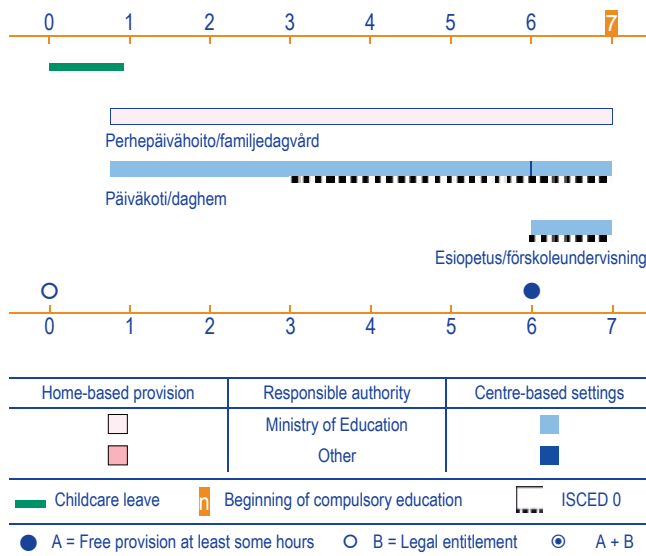 0 1 2 3 4 5 6 7
Perhepäivähoito/familjedagvård
Päiväkoti/daghem
Esiopetus/förskoleundervisning
0 1 2 3 4 5 6 7
Home-based provision Responsible authority Centre-based settings
Ministry of Education
Other
Childcare leave n Beginning of compulsory education ISCED 0
A = Free provision at least some hours B = Legal entitlement A + B